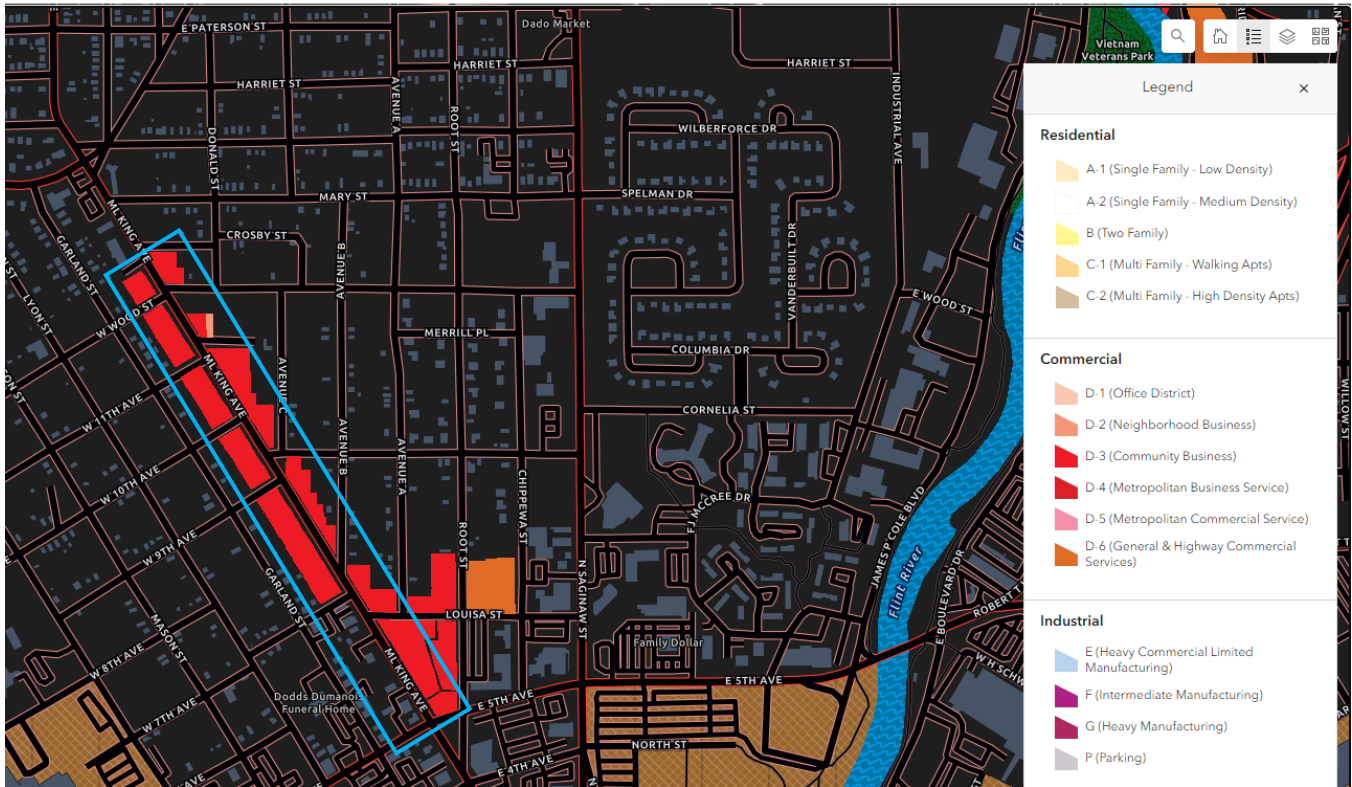 E PATERSON ST
Dado Market
HARRIET ST
HARRIET ST
HARRIET ST
Vietnam
Veterans Park
AVENUE A
ROOT ST
INDUSTRIAL AVE
DONALD ST
WILBERFORCE DR
MARY ST
SPELMAN DR
ML KING AVE
GARLAND ST
CROSBY ST
AVENUE B
VANDERBUILT DR
LYON ST
W WOOD ST
E WOOD ST
MERRILL PL
COLUMBIA DR
ML KING AVE
AVENUE C
W 11TH AVE
CORNELIA ST
WILLOW ST
AVENUE B
AVENUE A
CHIPPEWA ST
W 10TH AVE
F J MCCREE DR
JAMES P COLE BLVD
ROOT ST
W 9TH AVE
GARLAND ST
N SAGINAW ST
Flint River
E BOULEVARD DR
LOUISA ST
ROBERT T
MASON ST
Family Dollar
ML KING AVE
W 8TH AVE
W H SCHW
E 5TH AVE
Dodds Dumanois
Funeral Home
E 5TH AVE
W 7TH AVE
NORTH ST
E 4TH AVE
Legend
×
Residential
A-1 (Single Family - Low Density)
A-2 (Single Family - Medium Density)
B (Two Family)
C-1 (Multi Family - Walking Apts)
C-2 (Multi Family - High Density Apts)
Commercial
D-1 (Office District)
D-2 (Neighborhood Business)
D-3 (Community Business)
D-4 (Metropolitan Business Service)
D-5 (Metropolitan Commercial Service)
D-6 (General & Highway Commercial
Services)
Industrial
E (Heavy Commercial Limited
Manufacturing)
F (Intermediate Manufacturing)
G (Heavy Manufacturing)
P (Parking)